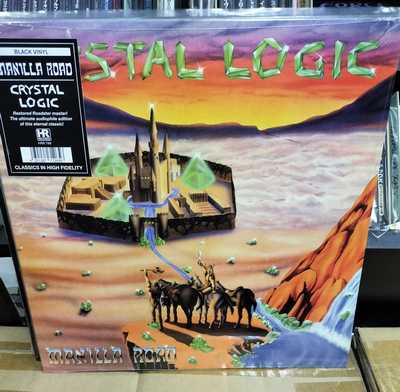 BLACK VINYL
MANILLA ROAD
CRYSTAL
LOGIC
Restored Roadster master!
The ultimate audiophile edition
of this eternal classic!
HR
CLASSICS IN HIGH FIDELITY
STAL LOGIC
MANILLA ROAD